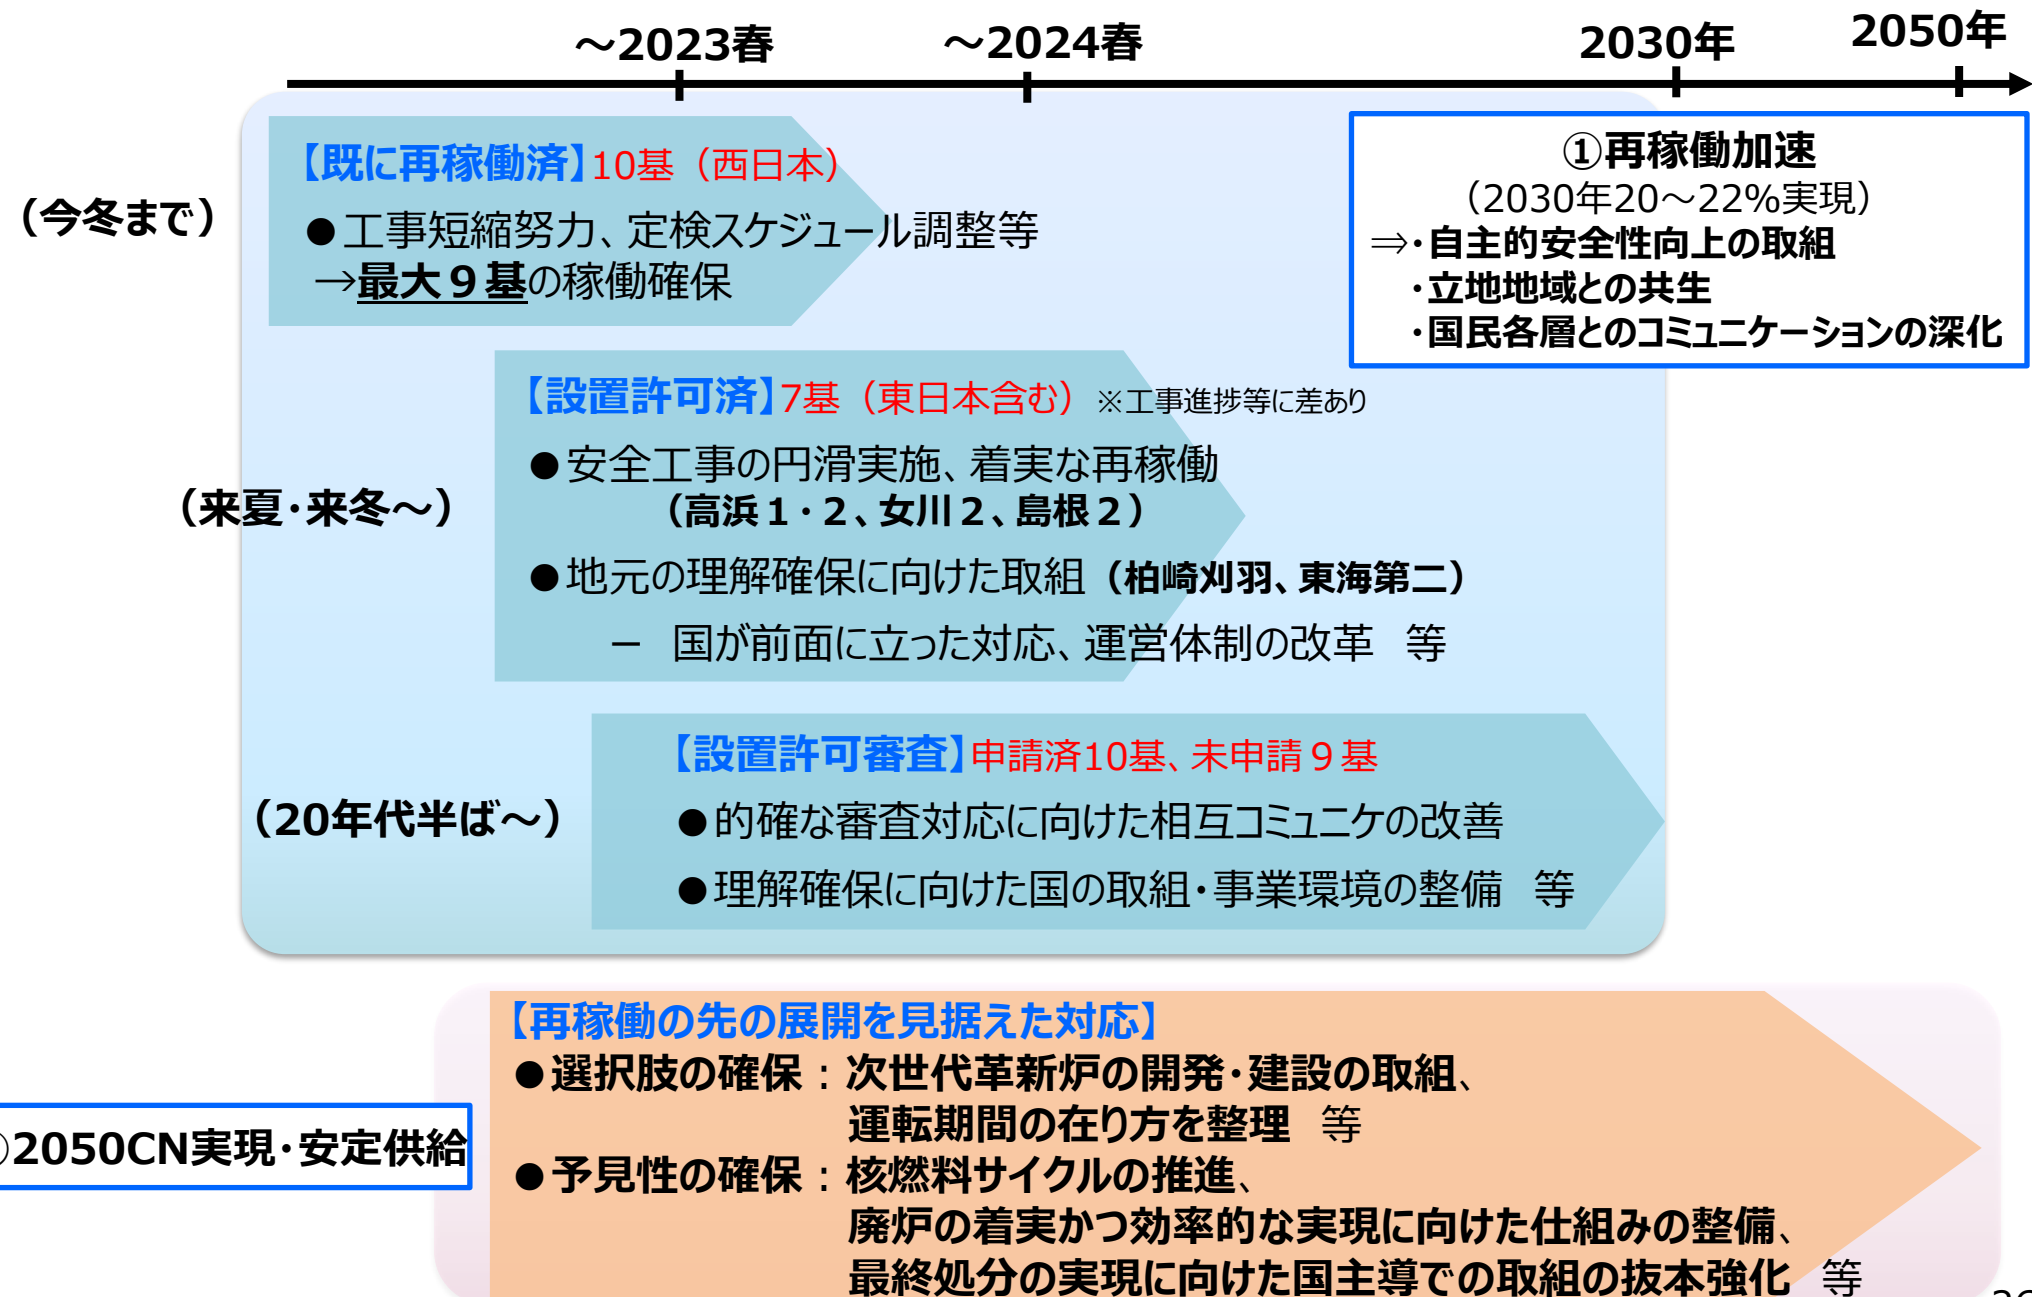 ～2023春
～2024春
2030年
2050年
（今冬まで）
【既に再稼働済】10基（西日本）
●工事短縮努力、定検スケジュール調整等
→最大９基の稼働確保
①再稼働加速
（2030年20～22%実現）
⇒・自主的安全性向上の取組
・立地地域との共生
・国民各層とのコミュニケーションの深化
（来夏・来冬～）
【設置許可済】7基（東日本含む）※工事進捗等に差あり
●安全工事の円滑実施、着実な再稼働
（高浜１・２、女川２、島根２）
●地元の理解確保に向けた取組（柏崎刈羽、東海第二）
－ 国が前面に立った対応、運営体制の改革 等
（20年代半ば～）
【設置許可審査】申請済10基、未申請９基
●的確な審査対応に向けた相互コミュニケの改善
●理解確保に向けた国の取組・事業環境の整備 等
2050CN実現・安定供給
【再稼働の先の展開を見据えた対応】
●選択肢の確保：次世代革新炉の開発・建設の取組、
運転期間の在り方を整理 等
●予見性の確保：核燃料サイクルの推進、
廃炉の着実かつ効率的な実現に向けた仕組みの整備、
最終処分の実現に向けた国主導での取組の抜本強化 等